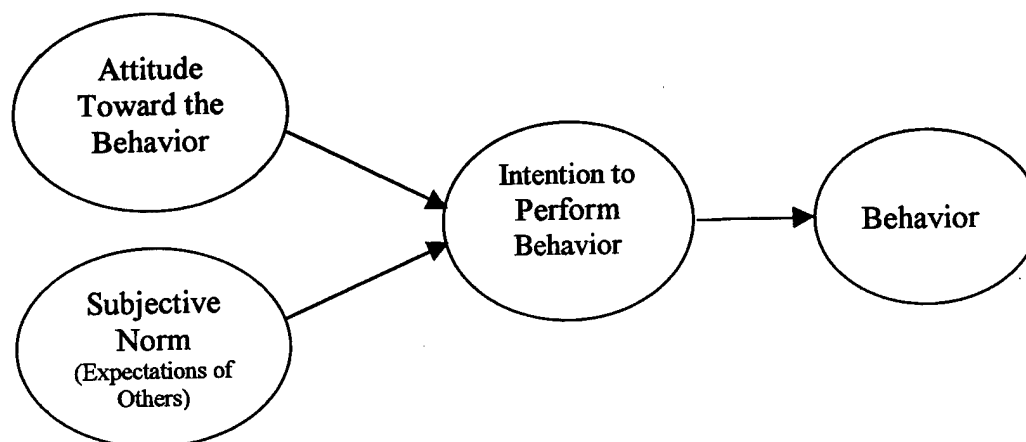 Attitude
Toward the
Behavior
Subjective
Norm
(Expectations of
Others)
Intention to
Perform
Behavior
Behavior